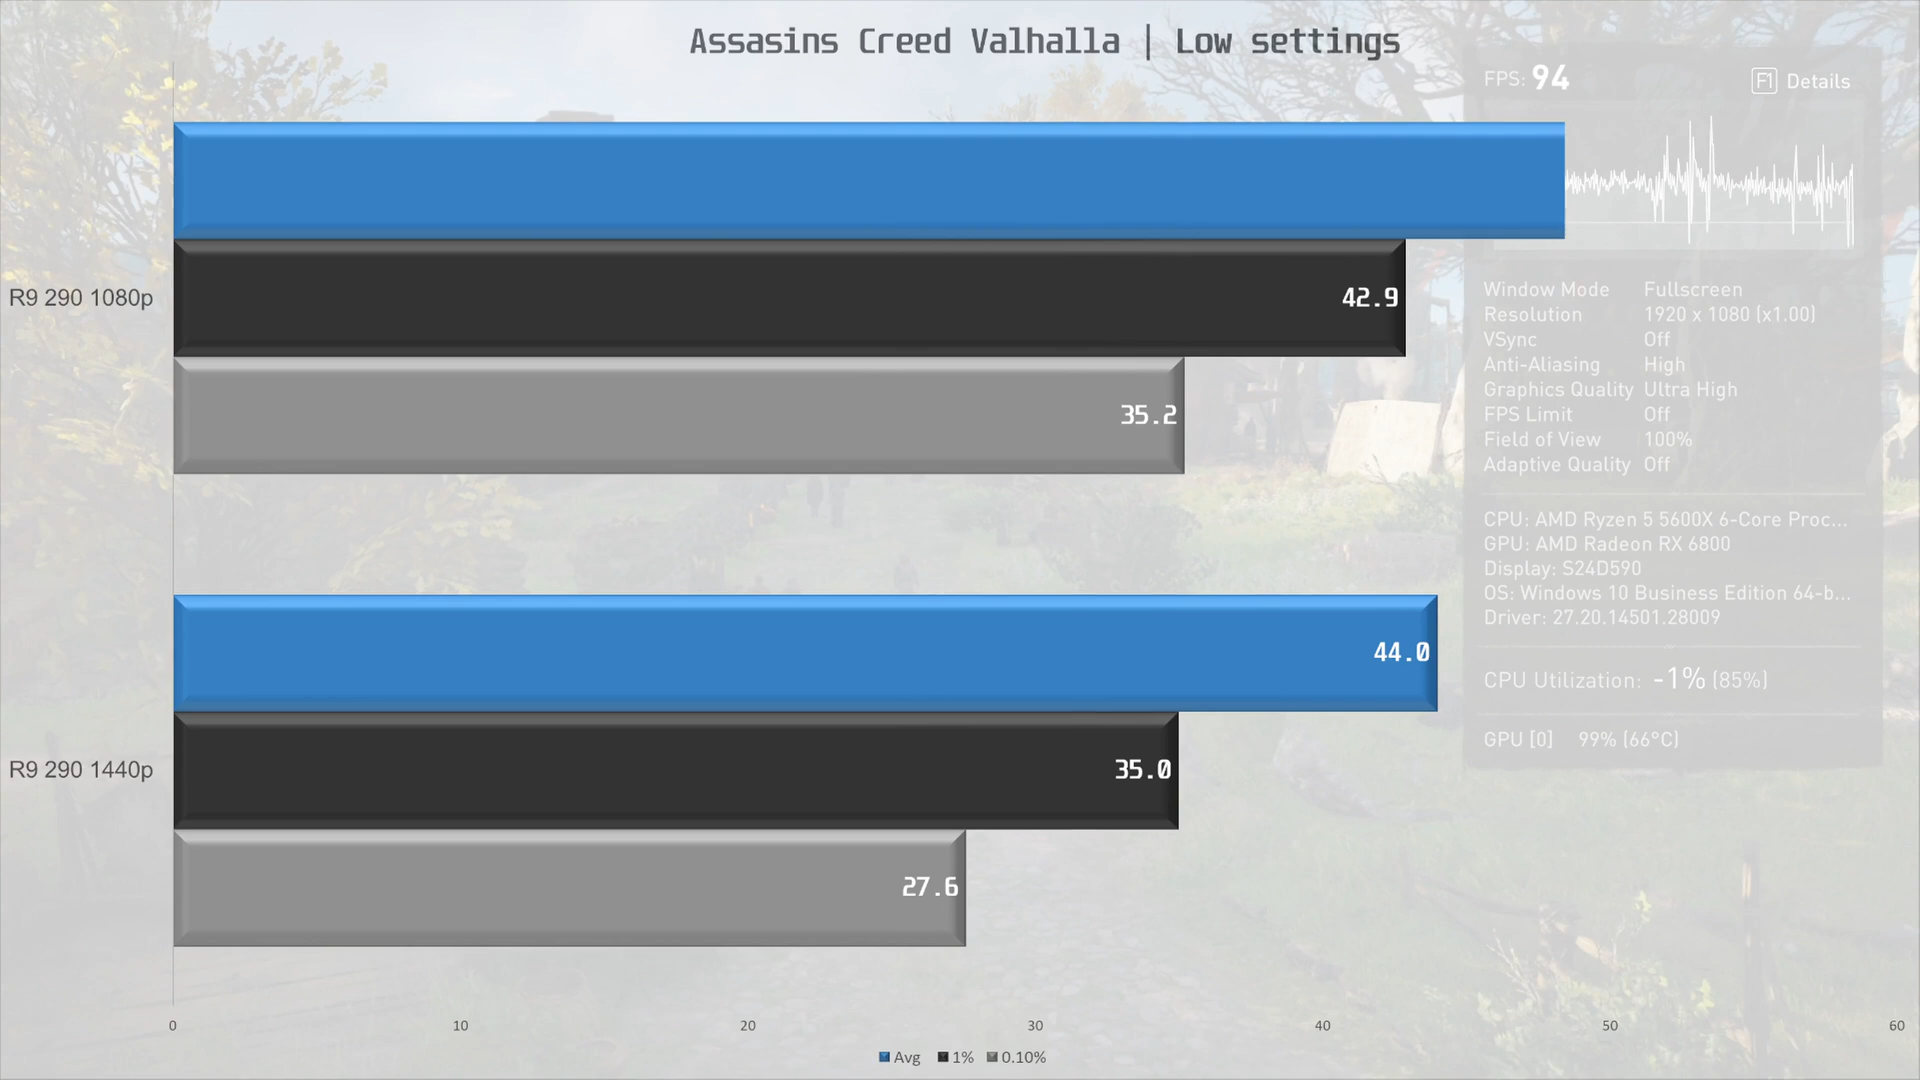 Assasins Creed Valhalla | Low settings
FPS: 94
F1 Details
R9 290 1080p
42.9
35.2
Window Mode Fullscreen
Resolution 1920 x 1080 (x1.00)
VSync Off
Anti-Aliasing High
Graphics Quality Ultra High
FPS Limit Off
Field of View 100%
Adaptive Quality Off
CPU: AMD Ryzen 5 5600X 6-Core Proc...
GPU: AMD Radeon RX 6800
Display: S24D590
OS: Windows 10 Business Edition 64-b...
Driver: 27.20.14501.28009
CPU Utilization: -1% (85%)
GPU [0] 99% (66°C)
R9 290 1440p
44.0
35.0
27.6
0 10 20 30 40 50 60
Avg 1% 0.10%